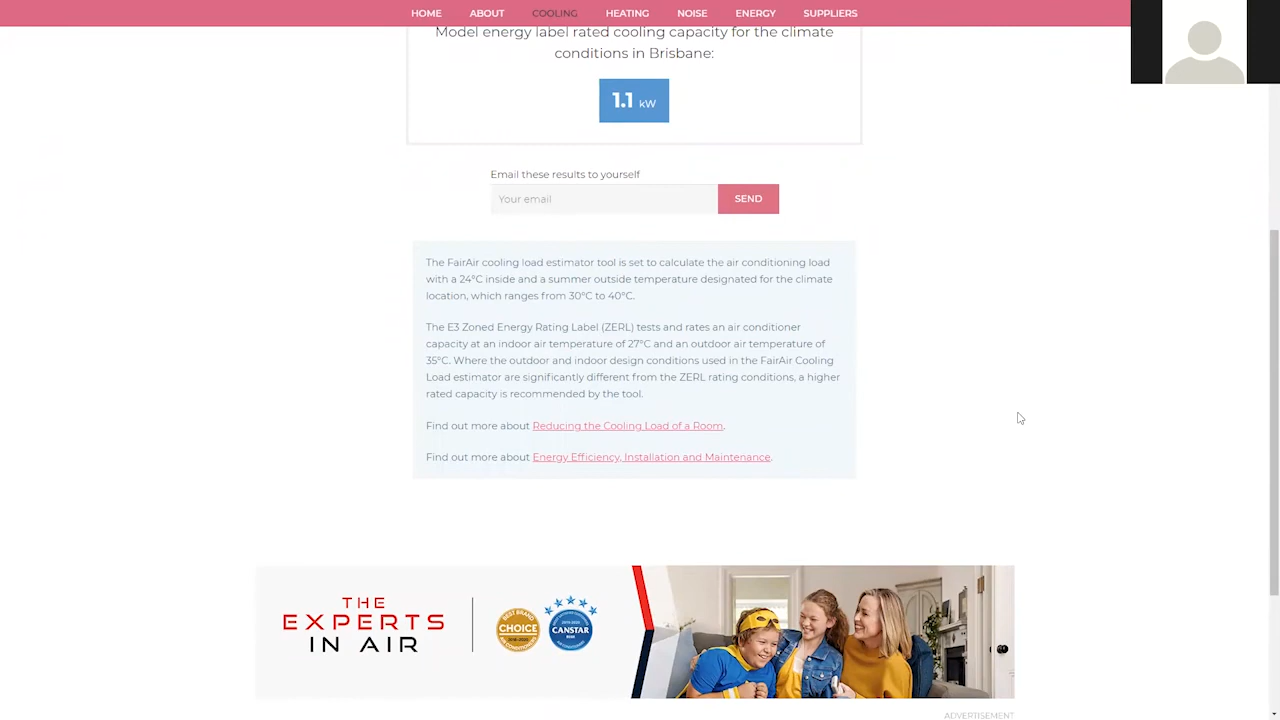 HOME ABOUT COOLING HEATING NOISE ENERGY SUPPLIERS
Model energy label rated cooling capacity for the climate
conditions in Brisbane:
1.1 kW
Email these results to yourself
Your email SEND
The FairAir cooling load estimator tool is set to calculate the air conditioning load
with a 24°C inside and a summer outside temperature designated for the climate
location, which ranges from 30°C to 40°C.
The E3 Zoned Energy Rating Label (ZERL) tests and rates an air conditioner
capacity at an indoor air temperature of 27°C and an outdoor air temperature of
35°C. Where the outdoor and indoor design conditions used in the FairAir Cooling
Load estimator are significantly different from the ZERL rating conditions, a higher
rated capacity is recommended by the tool.
Find out more about Reducing the Cooling Load of a Room.
Find out more about Energy Efficiency, Installation and Maintenance.
THE
EXPERTS
IN AIR
BEST BRAND
CHOICE
CANSTAR
ADVERTISEMENT